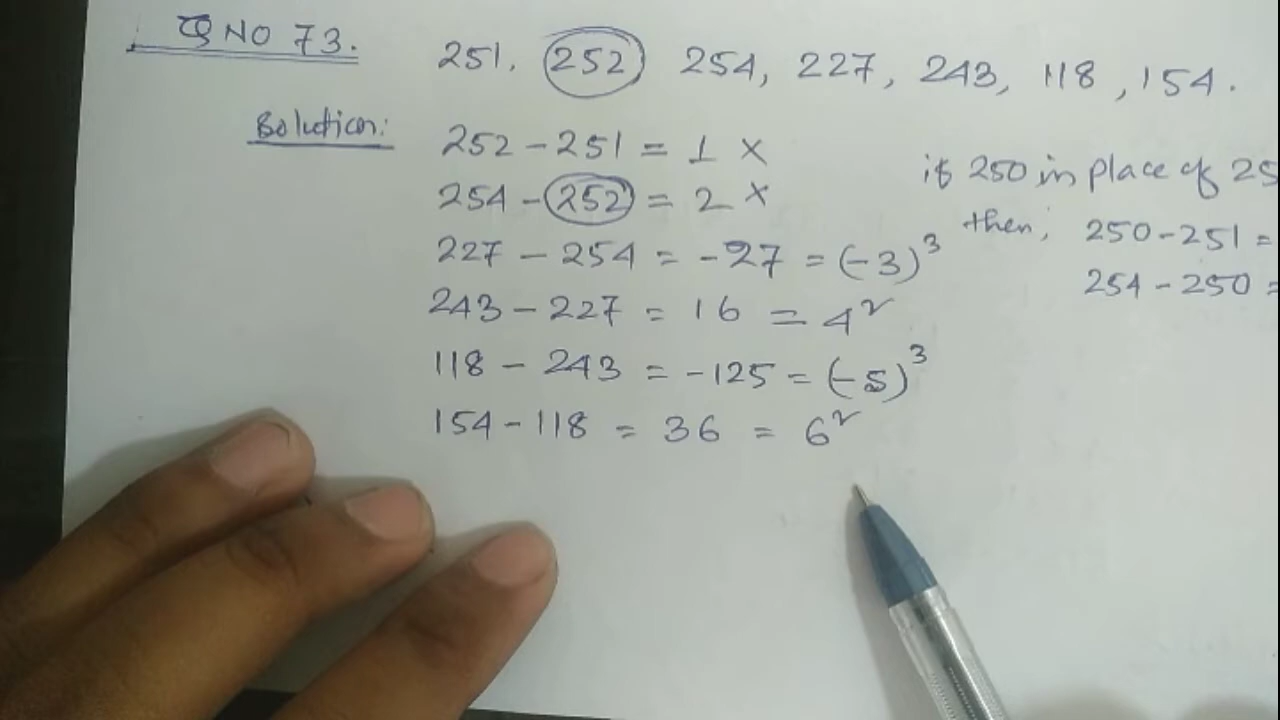 Q NO 73.
251, 252 254, 227, 243, 118, 154.
Solution:
252 - 251 = 1 ×
254 - 252 = 2 ×
227 - 254 = -27 = (-3)³
243 - 227 = 16 = 4²
118 - 243 = -125 = (-5)³
154 - 118 = 36 = 6²
if 250 in place of 25
then; 250 - 251 =
254 - 250 =